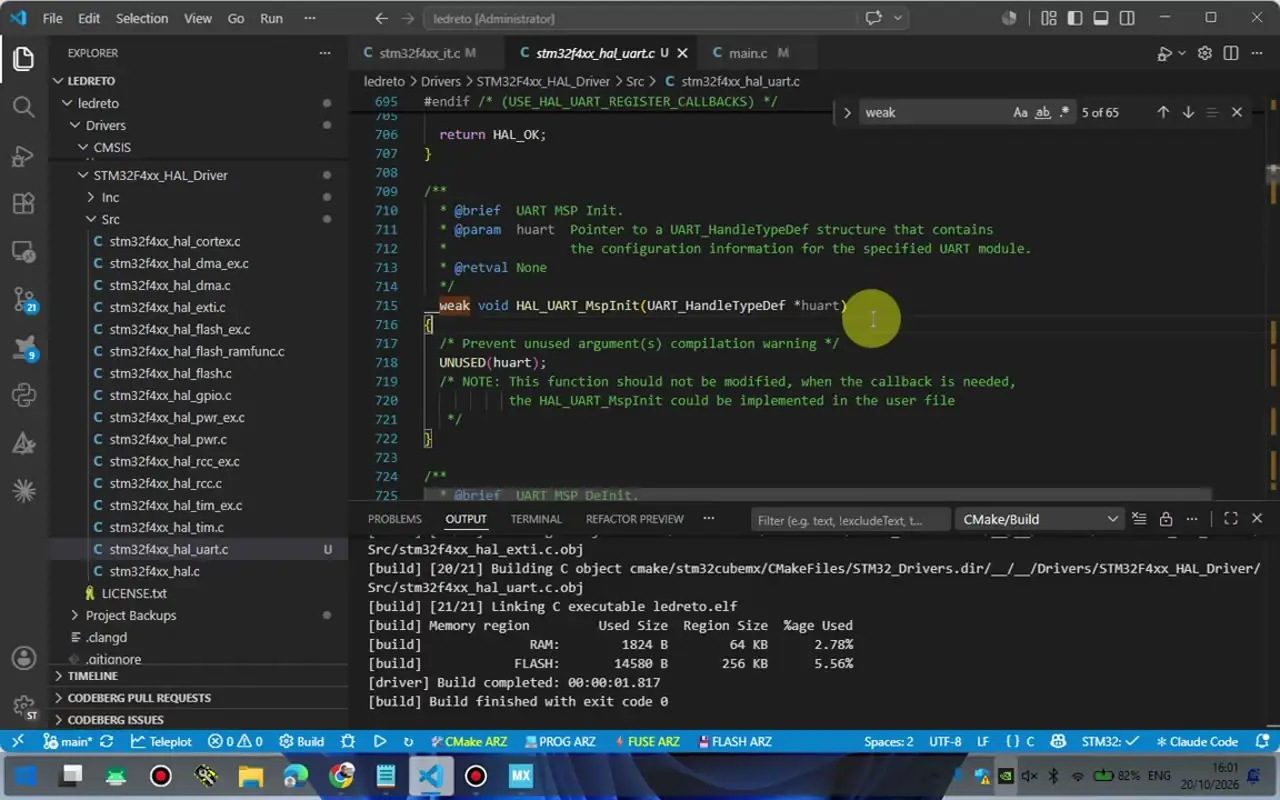 File Edit Selection View Go Run ···
ledreto [Administrator]
EXPLORER
LEDRETO
ledreto
Drivers
CMSIS
STM32F4xx_HAL_Driver
Inc
Src
stm32f4xx_hal_cortex.c
stm32f4xx_hal_dma_ex.c
stm32f4xx_hal_dma.c
stm32f4xx_hal_exti.c
stm32f4xx_hal_flash_ex.c
stm32f4xx_hal_flash_ramfunc.c
stm32f4xx_hal_flash.c
stm32f4xx_hal_gpio.c
stm32f4xx_hal_pwr_ex.c
stm32f4xx_hal_pwr.c
stm32f4xx_hal_rcc_ex.c
stm32f4xx_hal_rcc.c
stm32f4xx_hal_tim_ex.c
stm32f4xx_hal_tim.c
stm32f4xx_hal_uart.c U
stm32f4xx_hal.c
LICENSE.txt
Project Backups
.clangd
.gitignore
TIMELINE
CODEBERG PULL REQUESTS
CODEBERG ISSUES
21
9
ST
C stm32f4xx_it.c M
C stm32f4xx_hal_uart.c U
C main.c M
ledreto > Drivers > STM32F4xx_HAL_Driver > Src > C stm32f4xx_hal_uart.c
weak Aa ab .* 5 of 65
695 #endif /* (USE_HAL_UART_REGISTER_CALLBACKS) */
705
706 return HAL_OK;
707 }
708
709 /**
710 * @brief UART MSP Init.
711 * @param huart Pointer to a UART_HandleTypeDef structure that contains
712 * the configuration information for the specified UART module.
713 * @retval None
714 */
715 __weak void HAL_UART_MspInit(UART_HandleTypeDef *huart)
716 {
717 /* Prevent unused argument(s) compilation warning */
718 UNUSED(huart);
719 /* NOTE: This function should not be modified, when the callback is needed,
720 the HAL_UART_MspInit could be implemented in the user file
721 */
722 }
723
724 /**
725 * @brief UART MSP DeInit.
PROBLEMS OUTPUT TERMINAL REFACTOR PREVIEW ···
Filter (e.g. text, !excludeText, t...
CMake/Build
Src/stm32f4xx_hal_exti.c.obj
[build] [20/21] Building C object cmake/stm32cubemx/CMakeFiles/STM32_Drivers.dir/__/__/Drivers/STM32F4xx_HAL_Driver/
Src/stm32f4xx_hal_uart.c.obj
[build] [21/21] Linking C executable ledreto.elf
[build] Memory region Used Size Region Size %age Used
[build] RAM: 1824 B 64 KB 2.78%
[build] FLASH: 14580 B 256 KB 5.56%
[driver] Build completed: 00:00:01.817
[build] Build finished with exit code 0
main* Teleplot 0 0 Build CMake ARZ PROG ARZ FUSE ARZ FLASH ARZ Spaces: 2 UTF-8 LF {} C STM32: Claude Code
MX
82% ENG
16:01
20/10/2026